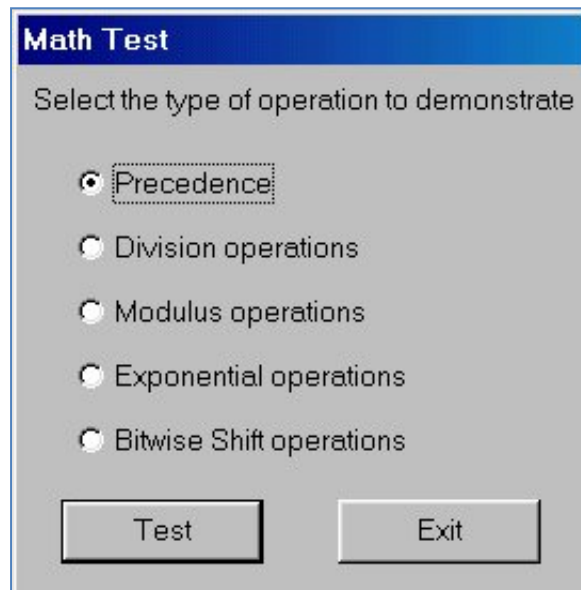 Math Test
Select the type of operation to demonstrate
Precedence
Division operations
Modulus operations
Exponential operations
Bitwise Shift operations
Test Exit